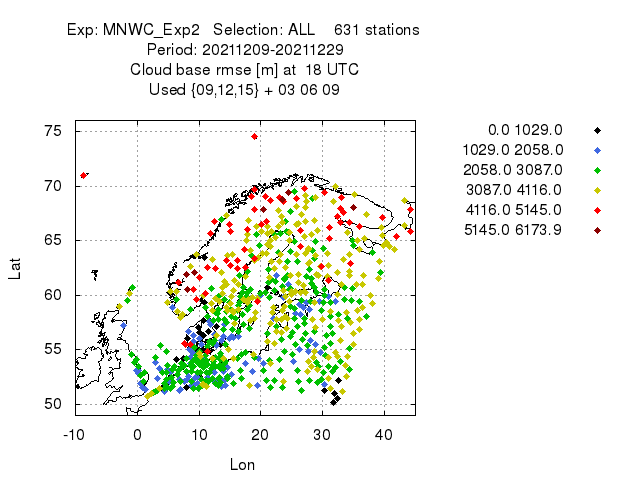 Exp: MNWC_Exp2 Selection: ALL 631 stations
Period: 20211209-20211229
Cloud base rmse [m] at 18 UTC
Used {09,12,15} + 03 06 09
0.0 1029.0
1029.0 2058.0
2058.0 3087.0
3087.0 4116.0
4116.0 5145.0
5145.0 6173.9
75
70
65
60
55
50
Lat
-10 0 10 20 30 40
Lon